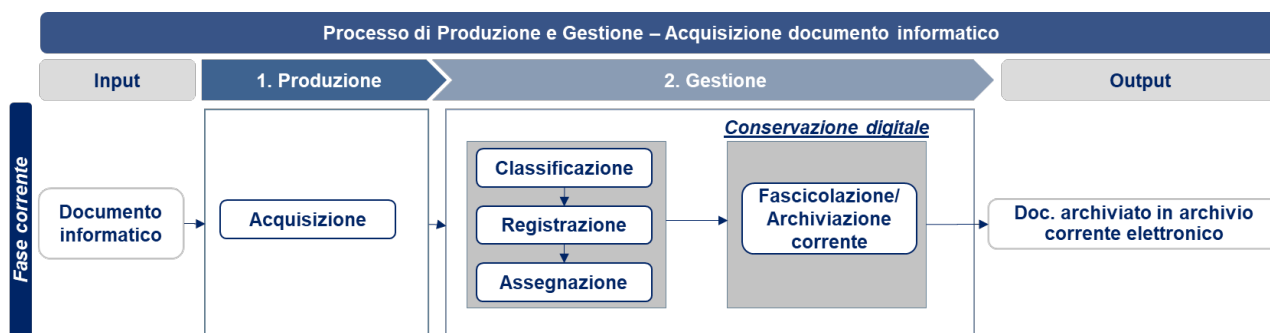 Processo di Produzione e Gestione – Acquisizione documento informatico
Input
1. Produzione
2. Gestione
Output
Fase corrente
Documento
informatico
Acquisizione
Classificazione
Registrazione
Assegnazione
Conservazione digitale
Fascicolazione/
Archiviazione
corrente
Doc. archiviato in archivio
corrente elettronico